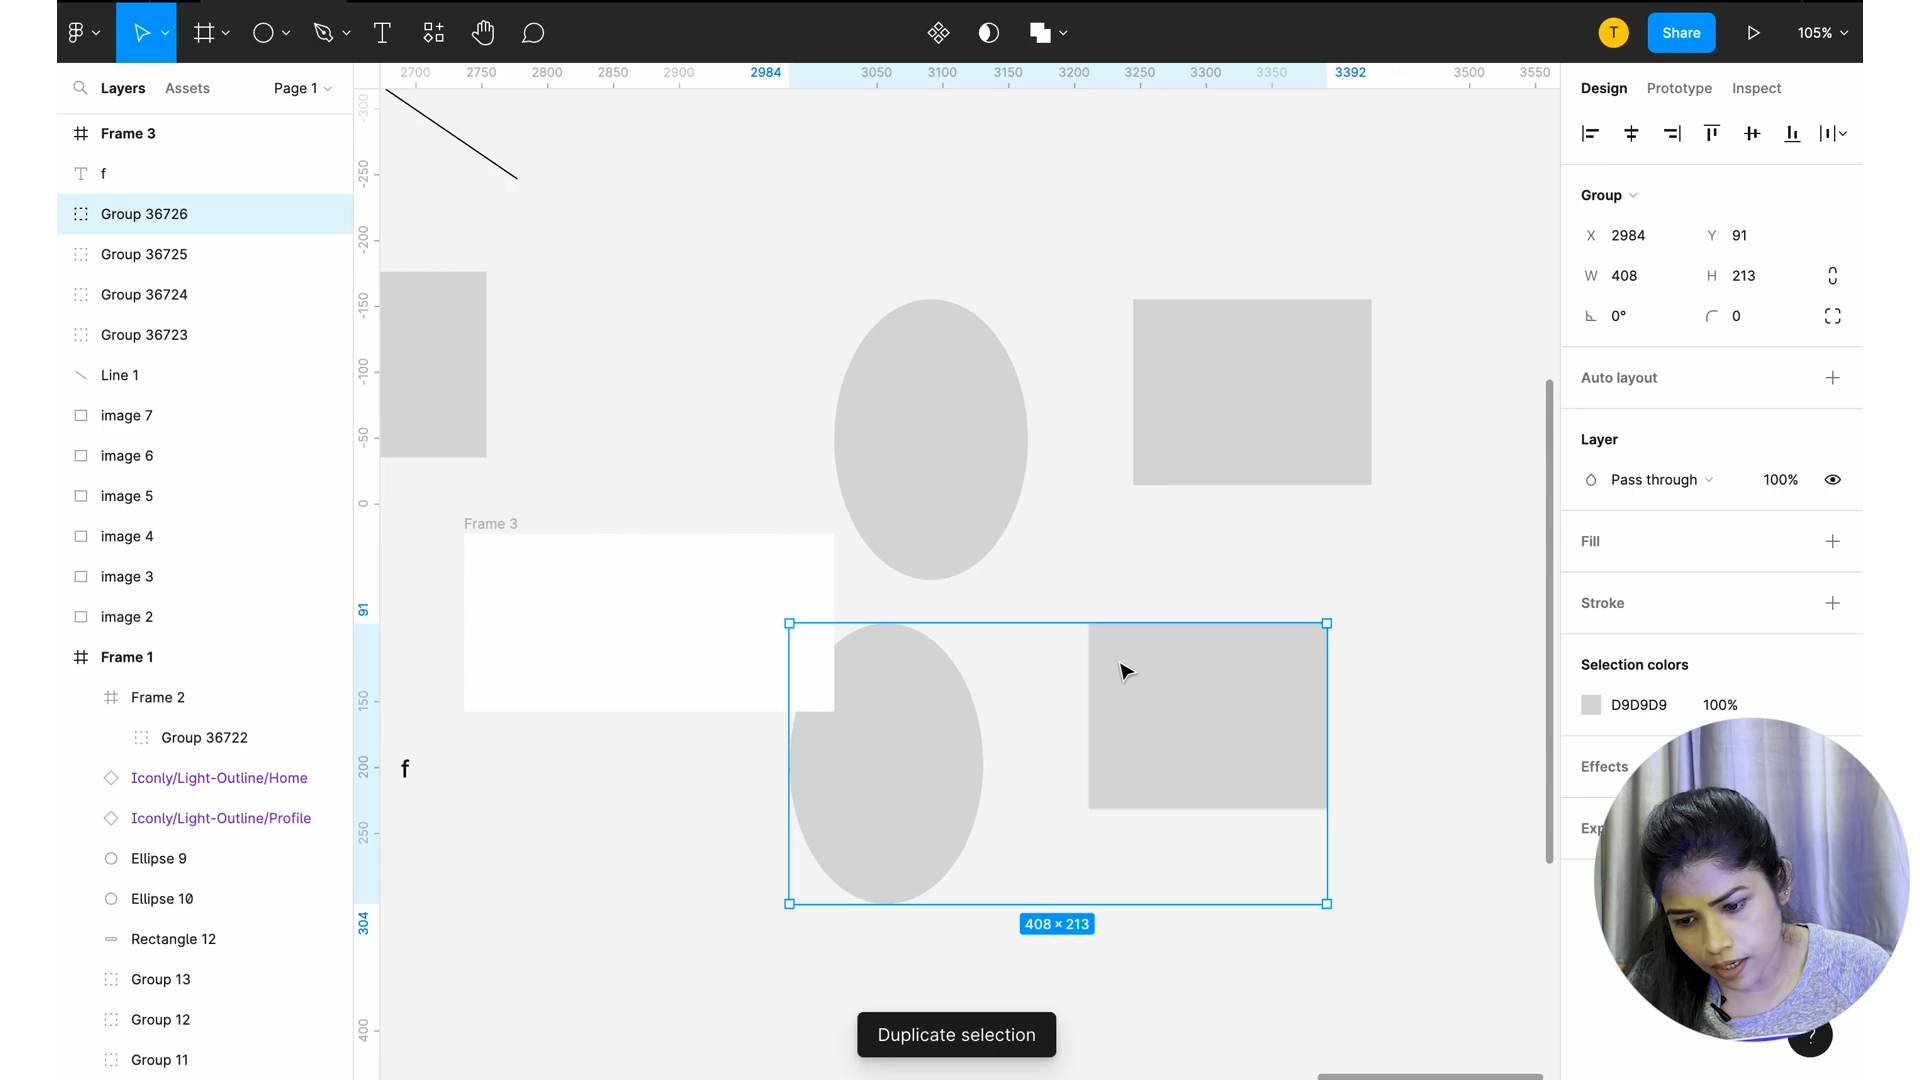 T
Share
105%
Layers
Assets
Page 1
2700
2750
2800
2850
2900
2984
3050
3100
3150
3200
3250
3300
3350
3392
3500
3550
Design
Prototype
Inspect
Frame 3
f
Group 36726
Group 36725
Group 36724
Group 36723
Line 1
image 7
image 6
image 5
image 4
image 3
image 2
Frame 1
Frame 2
Group 36722
Iconly/Light-Outline/Home
Iconly/Light-Outline/Profile
Ellipse 9
Ellipse 10
Rectangle 12
Group 13
Group 12
Group 11
-300
-250
-200
-150
-100
-50
0
91
150
200
250
304
400
Frame 3
f
408 × 213
Duplicate selection
Group
X 2984
Y 91
W 408
H 213
0°
0
Auto layout
Layer
Pass through
100%
Fill
Stroke
Selection colors
D9D9D9
100%
Effects
?